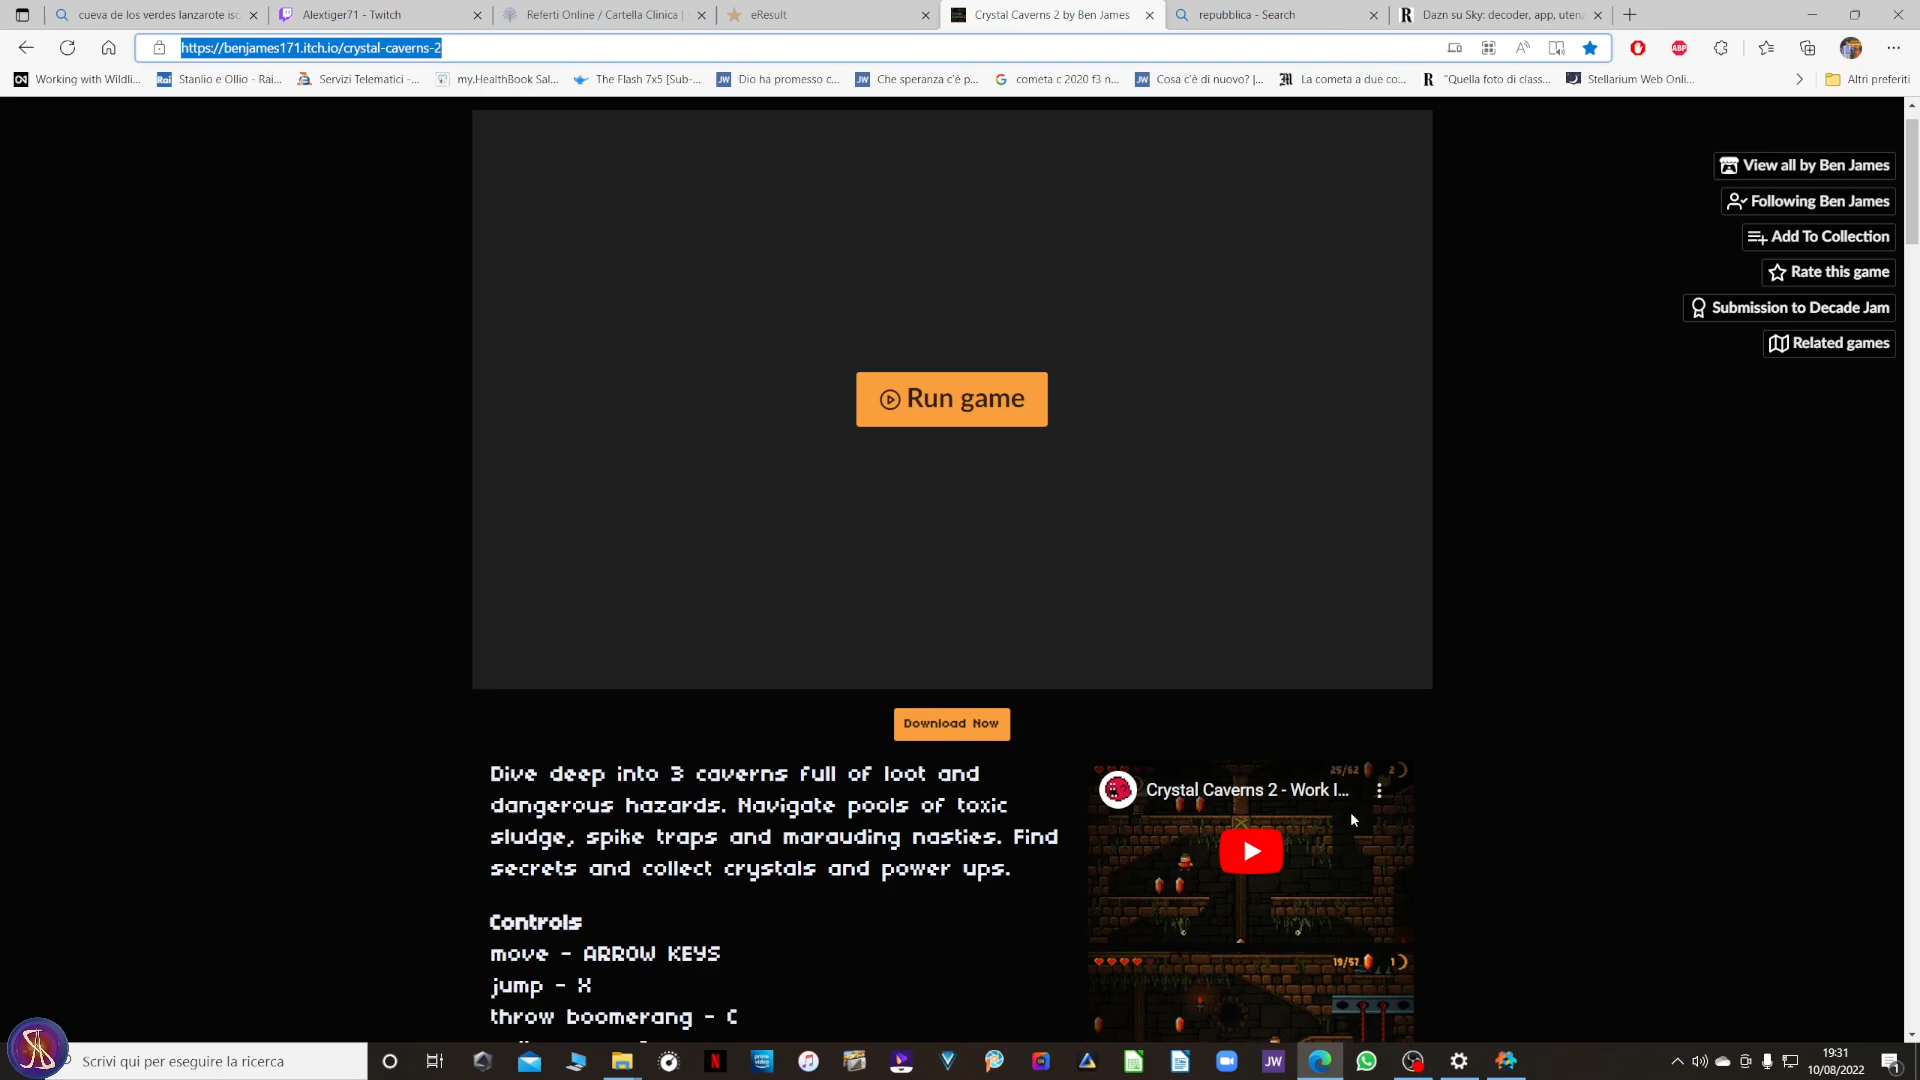 cueva de los verdes lanzarote isc
Alextiger71 - Twitch
Referti Online / Cartella Clinica |
eResult
Crystal Caverns 2 by Ben James
repubblica - Search
Dazn su Sky: decoder, app, uten
https://benjames171.itch.io/crystal-caverns-2
Working with Wildli...
Stanlio e Ollio - Rai...
Servizi Telematici -...
my.HealthBook Sal...
The Flash 7x5 [Sub-...
Dio ha promesso c...
Che speranza c'è p...
cometa c 2020 f3 n...
Cosa c'è di nuovo? |...
La cometa a due co...
"Quella foto di class...
Stellarium Web Onli...
Altri preferiti
View all by Ben James
Following Ben James
Add To Collection
Rate this game
Submission to Decade Jam
Related games
Run game
Download Now
Dive deep into 3 caverns full of loot and
dangerous hazards. Navigate pools of toxic
sludge, spike traps and marauding nasties. Find
secrets and collect crystals and power ups.
Controls
move - ARROW KEYS
jump - X
throw boomerang - C
25/62 2
Crystal Caverns 2 - Work I...
19/57 1
Scrivi qui per eseguire la ricerca
19:31
10/08/2022